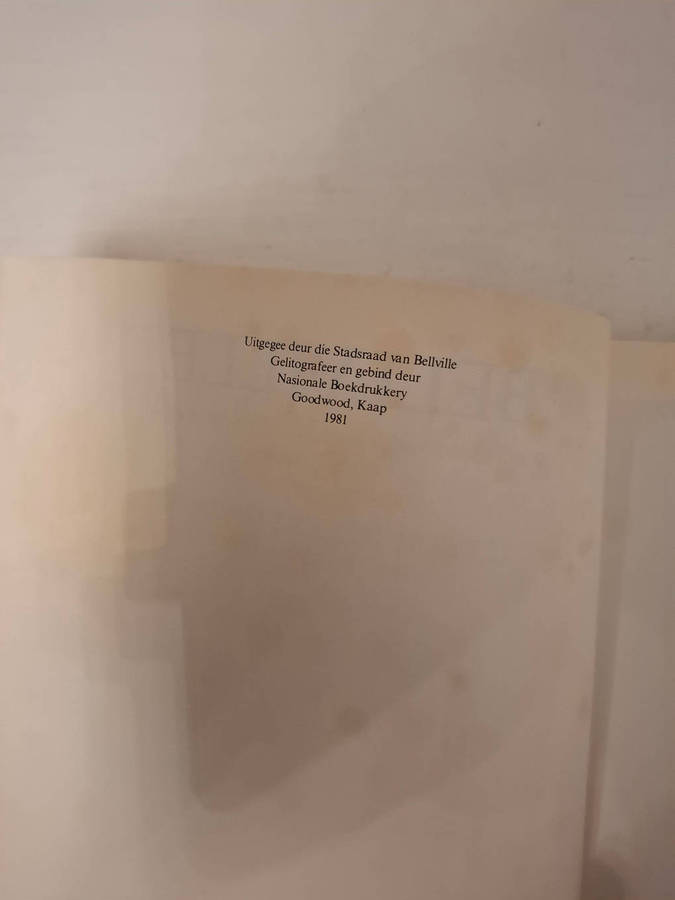 Uitgegee deur die Stadsraad van Bellville
Gelitografeer en gebind deur
Nasionale Boekdrukkery
Goodwood, Kaap
1981